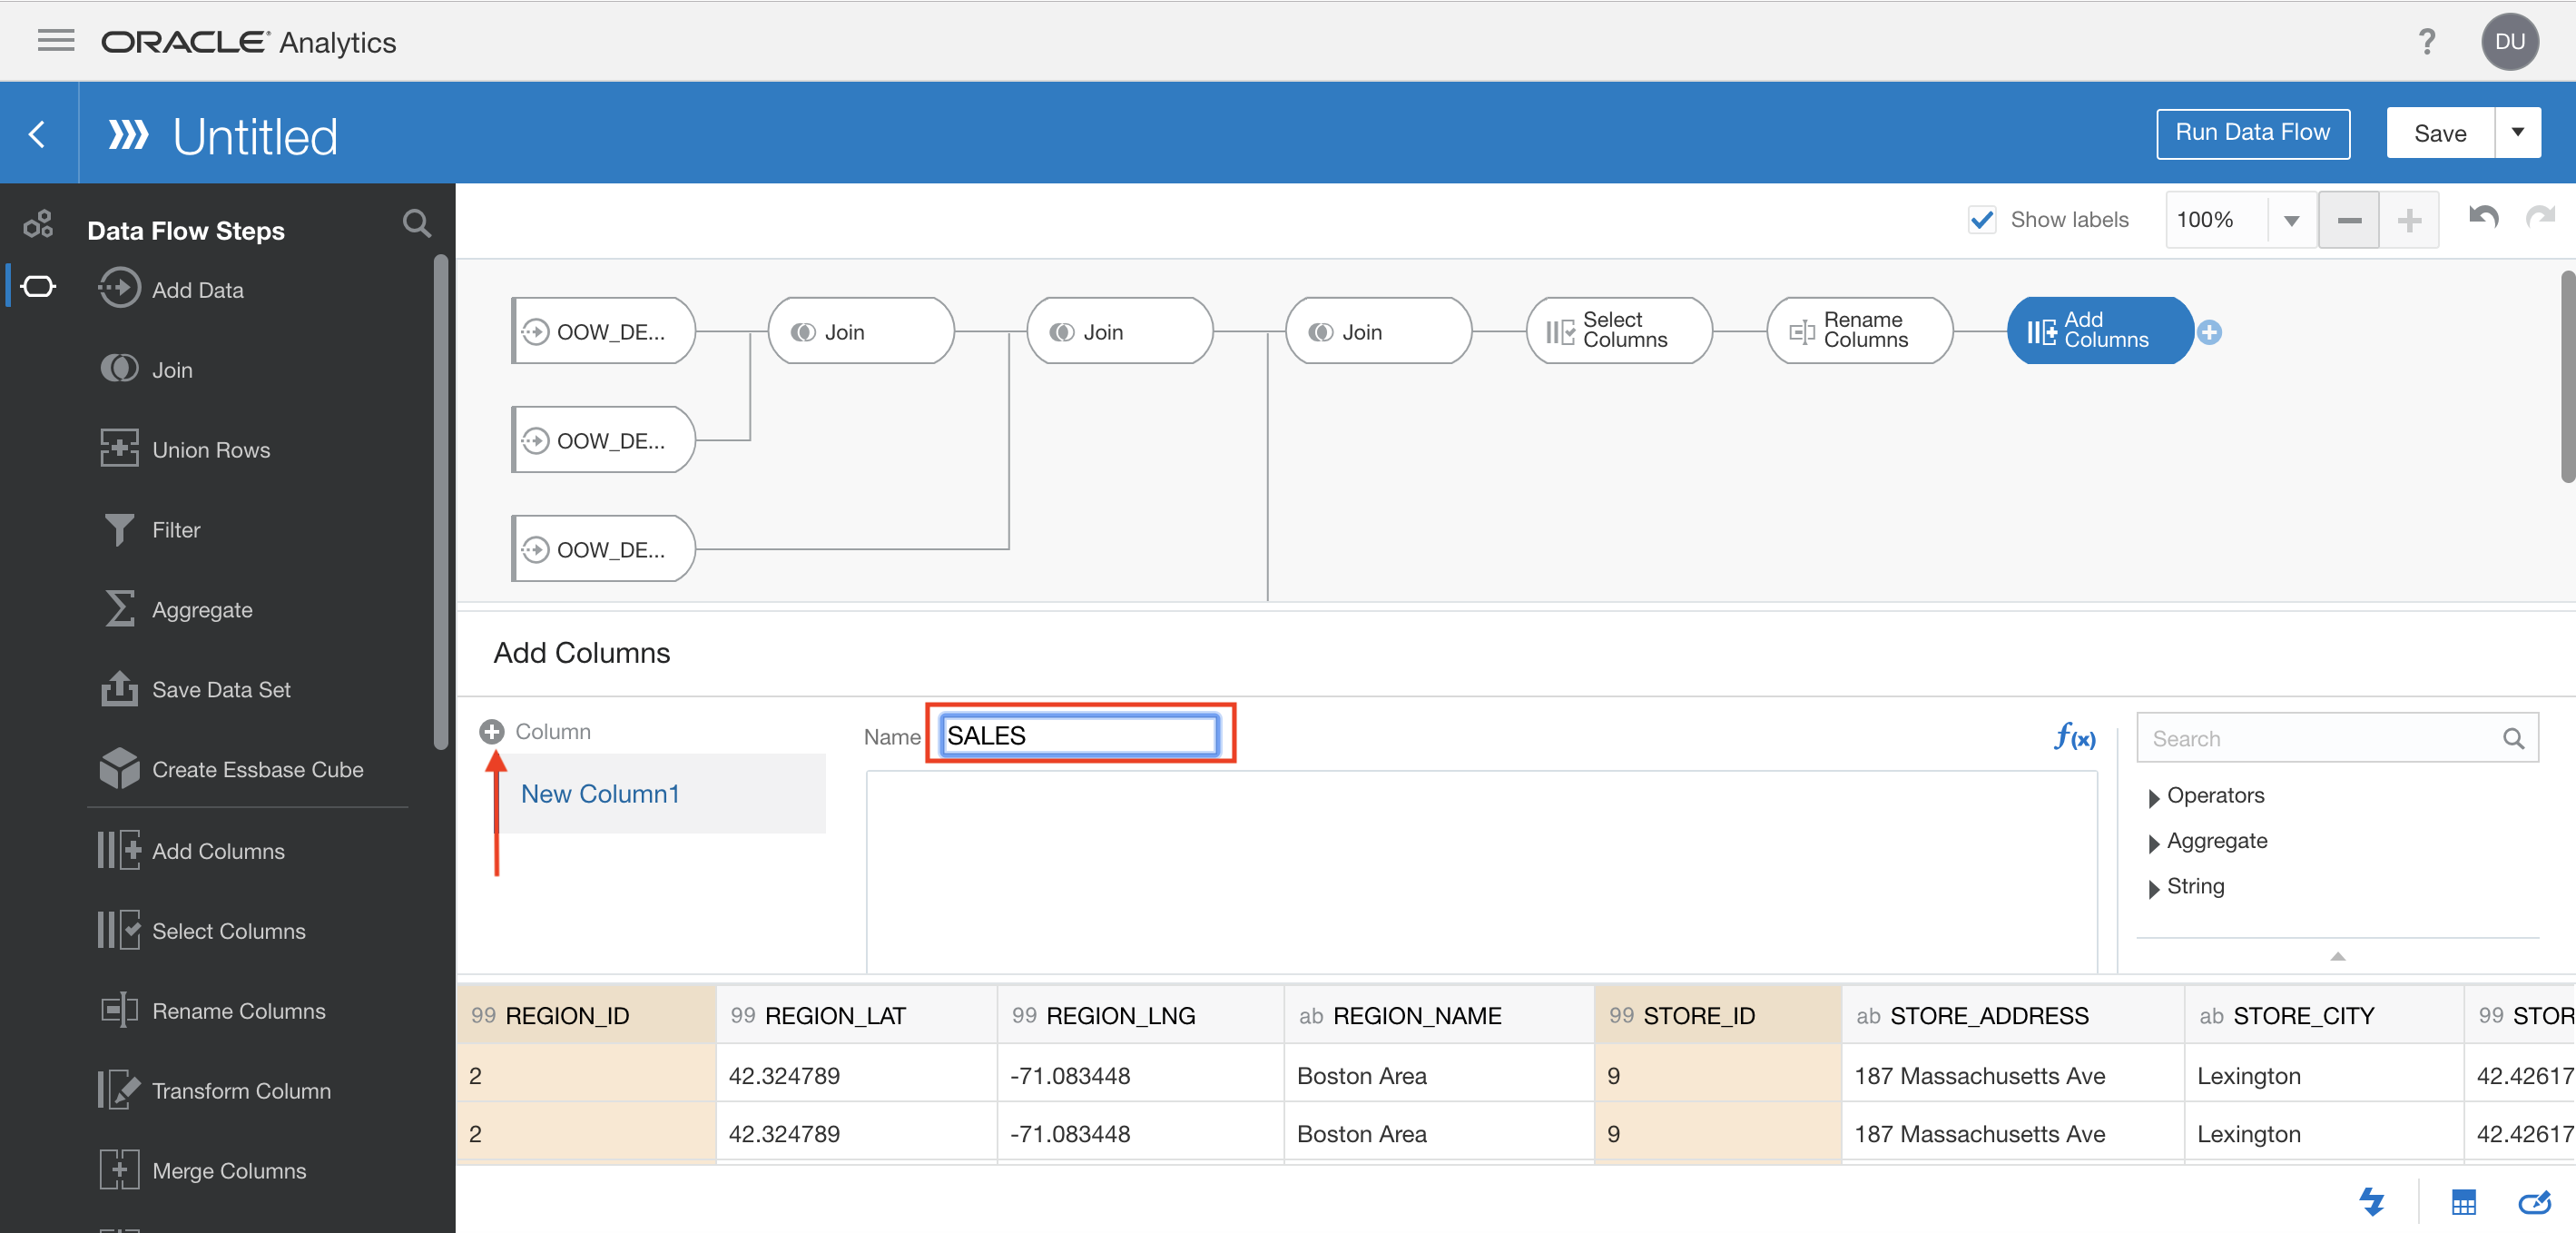 ORACLE Analytics
?
DU
Untitled
Run Data Flow
Save
Data Flow Steps
Show labels
100%
Add Data
Join
Union Rows
Filter
Aggregate
Save Data Set
Create Essbase Cube
Add Columns
Select Columns
Rename Columns
Transform Column
Merge Columns
OOW_DE...
Join
Join
Join
Select
Columns
Rename
Columns
Add
Columns
OOW_DE...
OOW_DE...
Add Columns
Column
Name SALES
f(x)
Search
New Column1
Operators
Aggregate
String
99 REGION_ID 99 REGION_LAT 99 REGION_LNG ab REGION_NAME 99 STORE_ID ab STORE_ADDRESS ab STORE_CITY 99 STOR
2 42.324789 -71.083448 Boston Area 9 187 Massachusetts Ave Lexington 42.42617
2 42.324789 -71.083448 Boston Area 9 187 Massachusetts Ave Lexington 42.42617